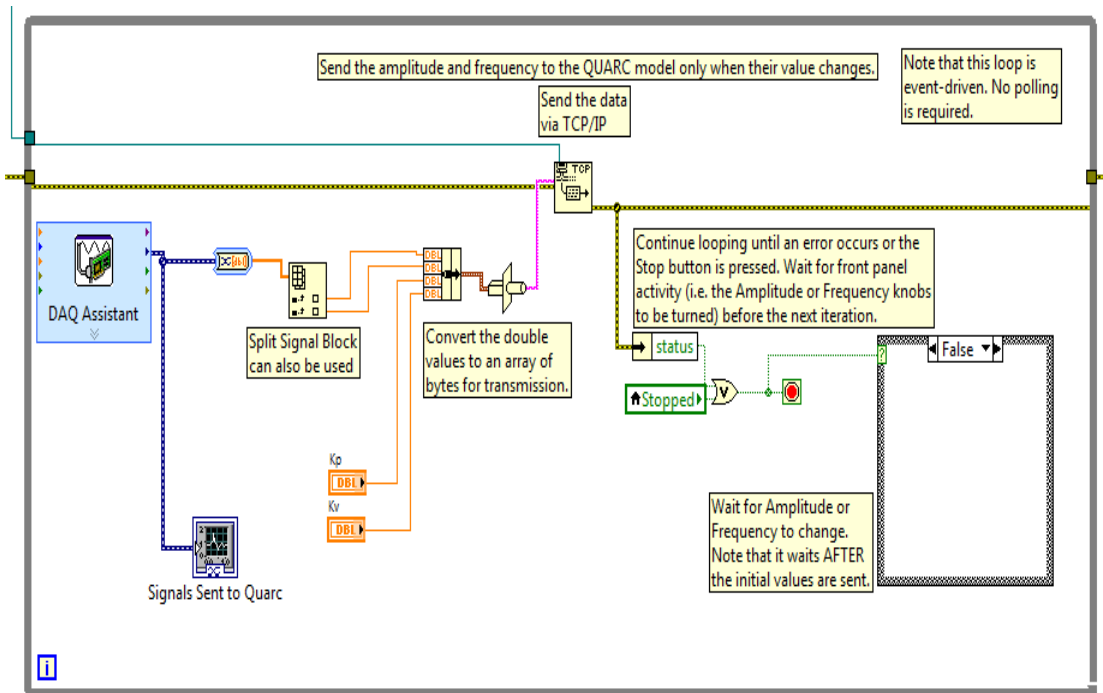 Send the amplitude and frequency to the QUARC model only when their value changes.
Note that this loop is
event-driven. No polling
is required.
Send the data
via TCP/IP
TCP
DAQ Assistant
Split Signal Block
can also be used
DBL
DBL
DBL
DBL
Convert the double
values to an array of
bytes for transmission.
Continue looping until an error occurs or the
Stop button is pressed. Wait for front panel
activity (i.e. the Amplitude or Frequency knobs
to be turned) before the next iteration.
status
Stopped
False
?
Kp
DBL
Kv
DBL
Wait for Amplitude or
Frequency to change.
Note that it waits AFTER
the initial values are sent.
Signals Sent to Quarc
i